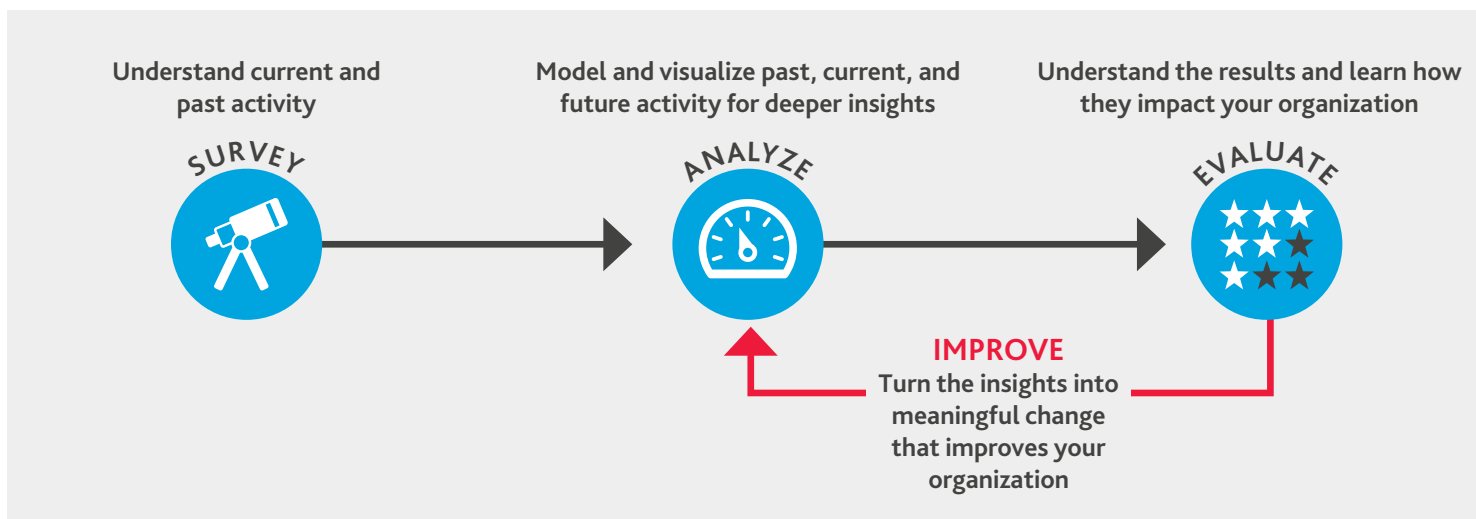 Understand current and
past activity
SURVEY
Model and visualize past, current, and
future activity for deeper insights
ANALYZE
Understand the results and learn how
they impact your organization
EVALUATE
IMPROVE
Turn the insights into
meaningful change
that improves your
organization